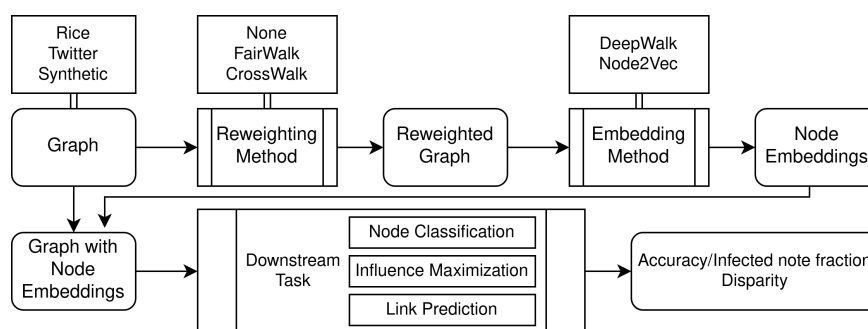 Rice
Twitter
Synthetic
None
FairWalk
CrossWalk
DeepWalk
Node2Vec
Graph
Reweighting
Method
Reweighted
Graph
Embedding
Method
Node
Embeddings
Graph with
Node
Embeddings
Downstream
Task
Node Classification
Influence Maximization
Link Prediction
Accuracy/Infected note fraction
Disparity